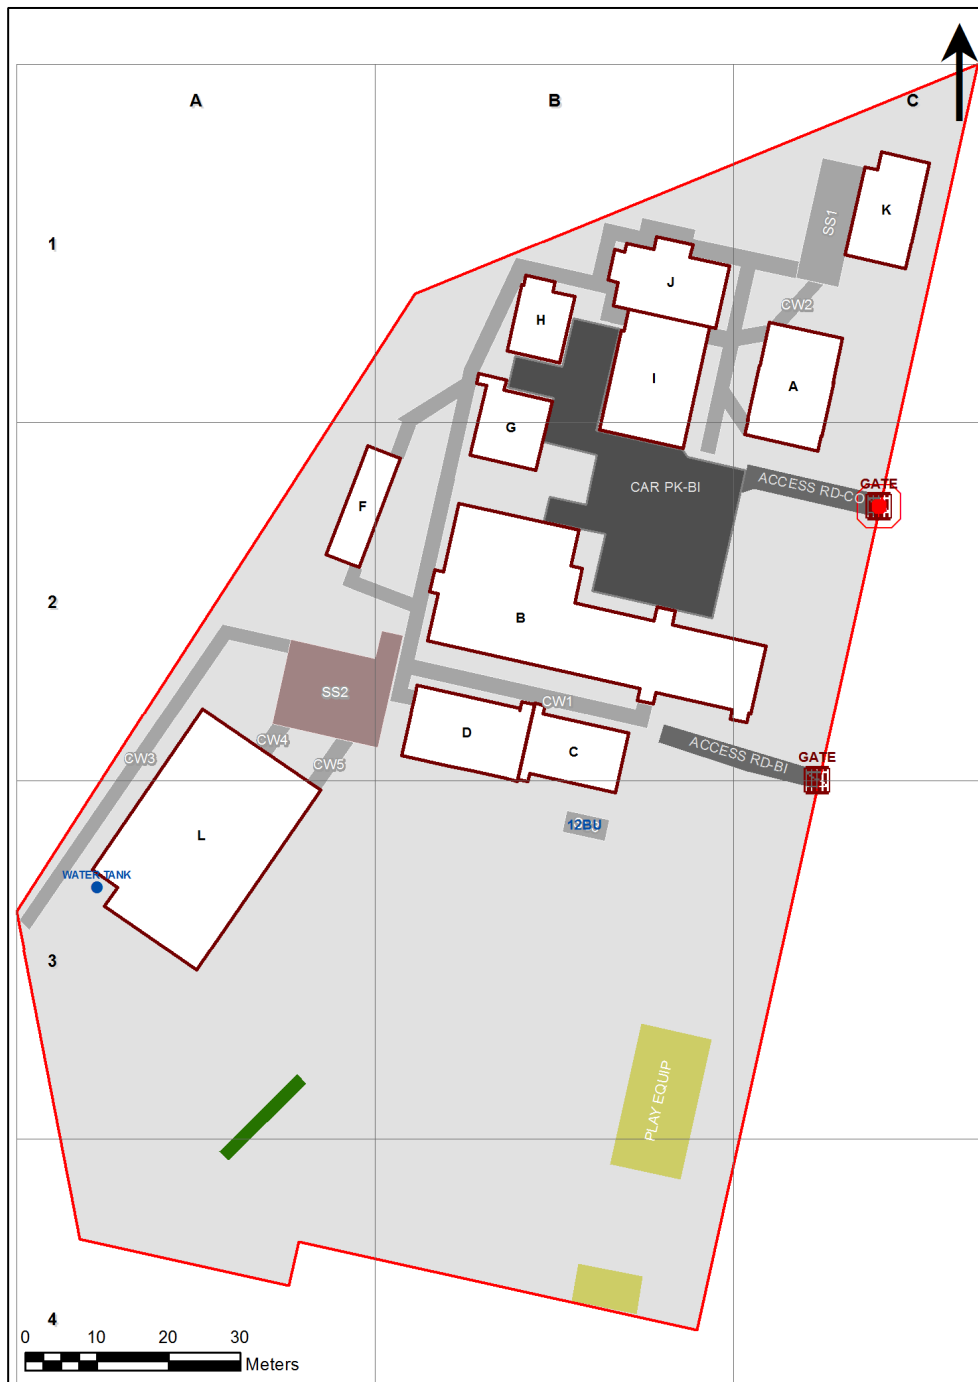 A
B
C
1
K
SS1
J
CW2
H
I
A
G
CAR PK-BI
ACCESS RD-CO
GATE
F
2
B
SS2
CW1
D
C
CW4
CW5
CW3
ACCESS RD-BI
GATE
12BU
L
WATER TANK
3
PLAY EQUIP
4
0 10 20 30
Meters